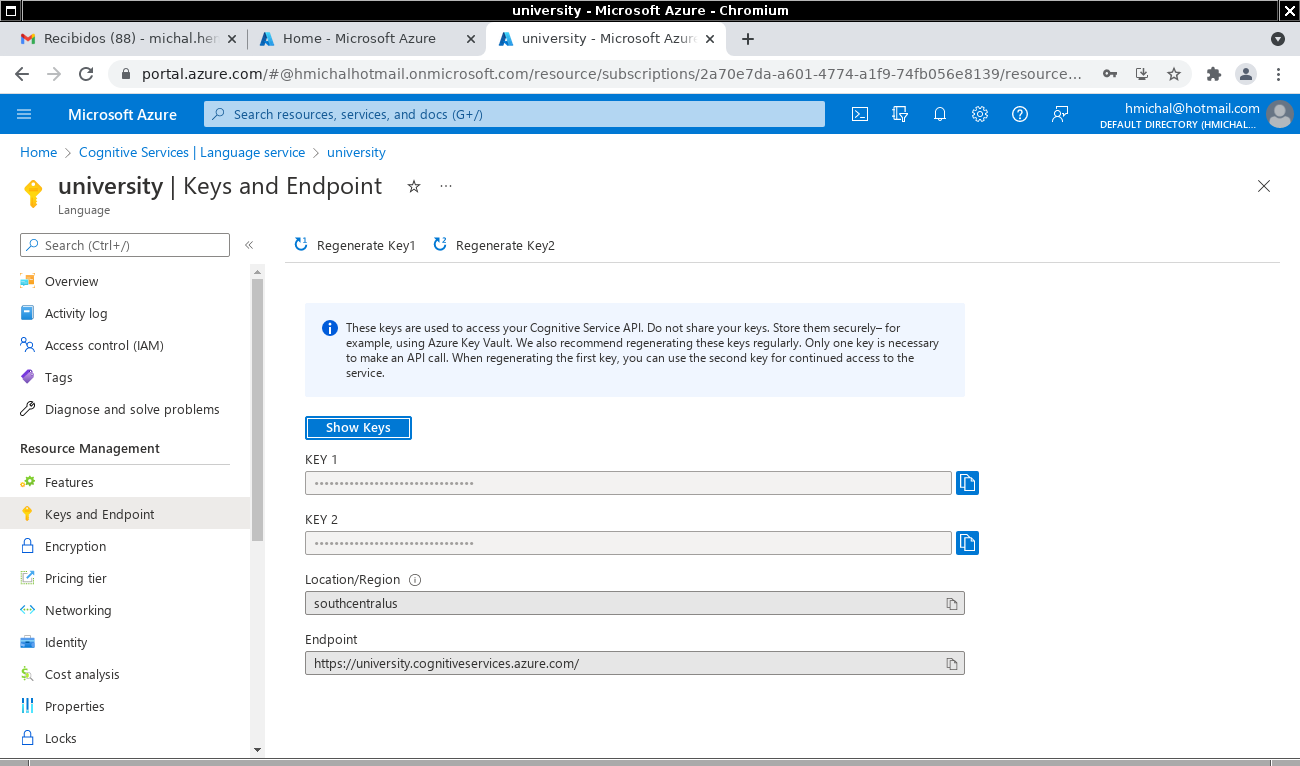 university - Microsoft Azure - Chromium
Recibidos (88) - michal.her
Home - Microsoft Azure
university - Microsoft Azure
portal.azure.com/#@hmichalhotmail.onmicrosoft.com/resource/subscriptions/2a70e7da-a601-4774-a1f9-74fb056e8139/resource...
Microsoft Azure
Search resources, services, and docs (G+/)
hmichal@hotmail.com
DEFAULT DIRECTORY (HMICHAL...
Home > Cognitive Services | Language service > university
university | Keys and Endpoint
Language
Search (Ctrl+/)
Overview
Activity log
Access control (IAM)
Tags
Diagnose and solve problems
Resource Management
Features
Keys and Endpoint
Encryption
Pricing tier
Networking
Identity
Cost analysis
Properties
Locks
Regenerate Key1
Regenerate Key2
These keys are used to access your Cognitive Service API. Do not share your keys. Store them securely– for
example, using Azure Key Vault. We also recommend regenerating these keys regularly. Only one key is necessary
to make an API call. When regenerating the first key, you can use the second key for continued access to the
service.
Show Keys
KEY 1
••••••••••••••••••••••••••••••••
KEY 2
••••••••••••••••••••••••••••••••
Location/Region
southcentralus
Endpoint
https://university.cognitiveservices.azure.com/